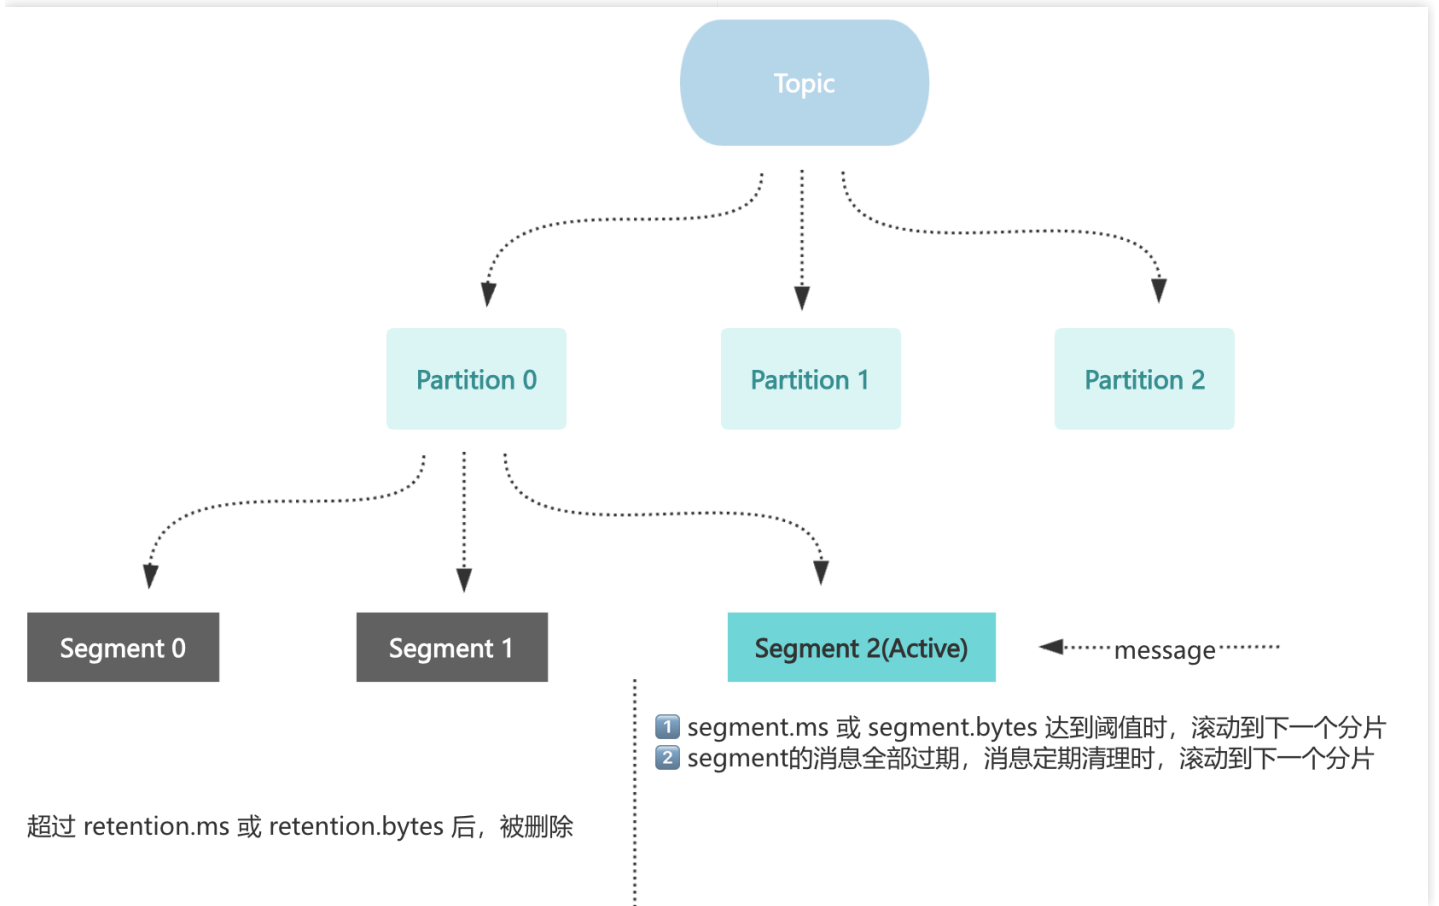 Topic
Partition 0
Partition 1
Partition 2
Segment 0
Segment 1
Segment 2(Active)
message
1 segment.ms 或 segment.bytes 达到阈值时，滚动到下一个分片
2 segment的消息全部过期，消息定期清理时，滚动到下一个分片
超过 retention.ms 或 retention.bytes 后，被删除